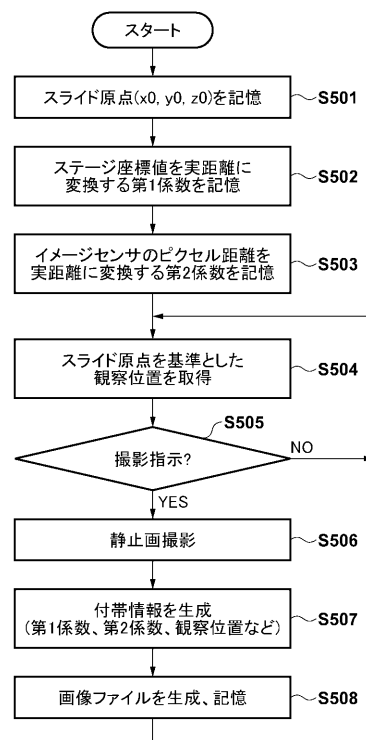 スタート
スライド原点(x0, y0, z0)を記憶
S501
ステージ座標値を実距離に
変換する第1係数を記憶
S502
イメージセンサのピクセル距離を
実距離に変換する第2係数を記憶
S503
スライド原点を基準とした
観察位置を取得
S504
S505
撮影指示?
NO
YES
静止画撮影
S506
付帯情報を生成
(第1係数、第2係数、観察位置など)
S507
画像ファイルを生成、記憶
S508